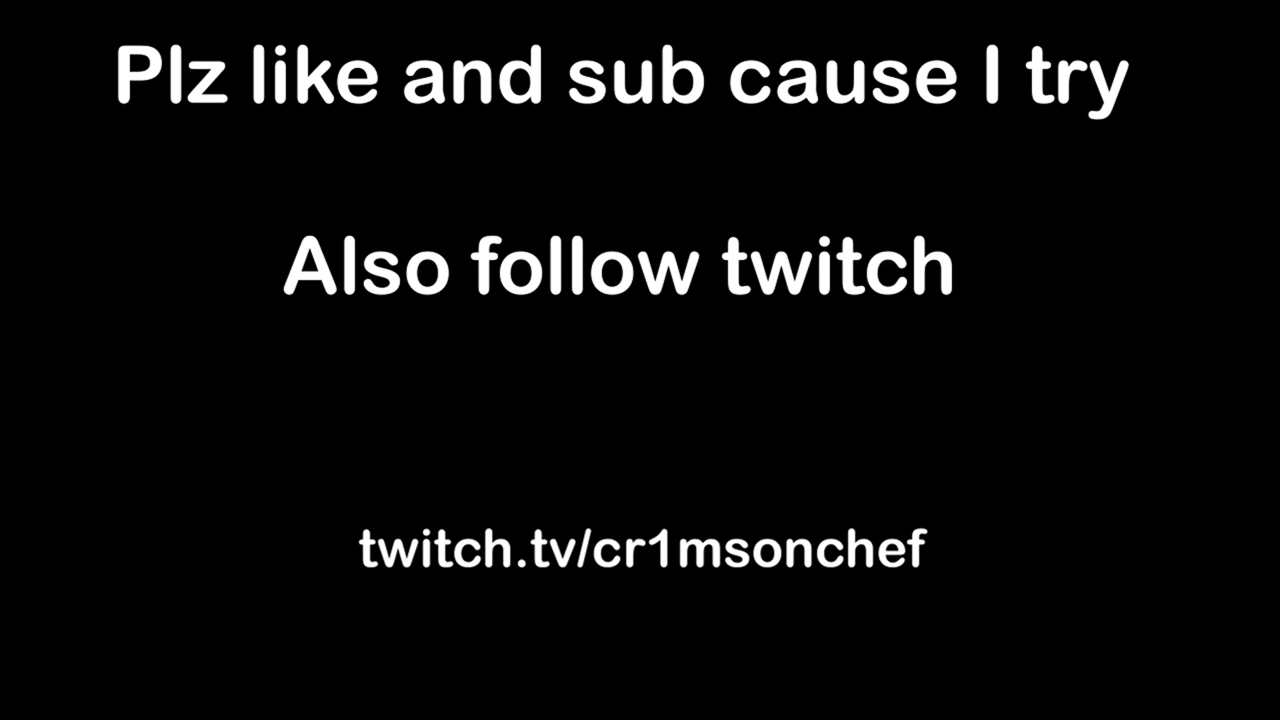 Plz like and sub cause I try
Also follow twitch
twitch.tv/cr1msonchef